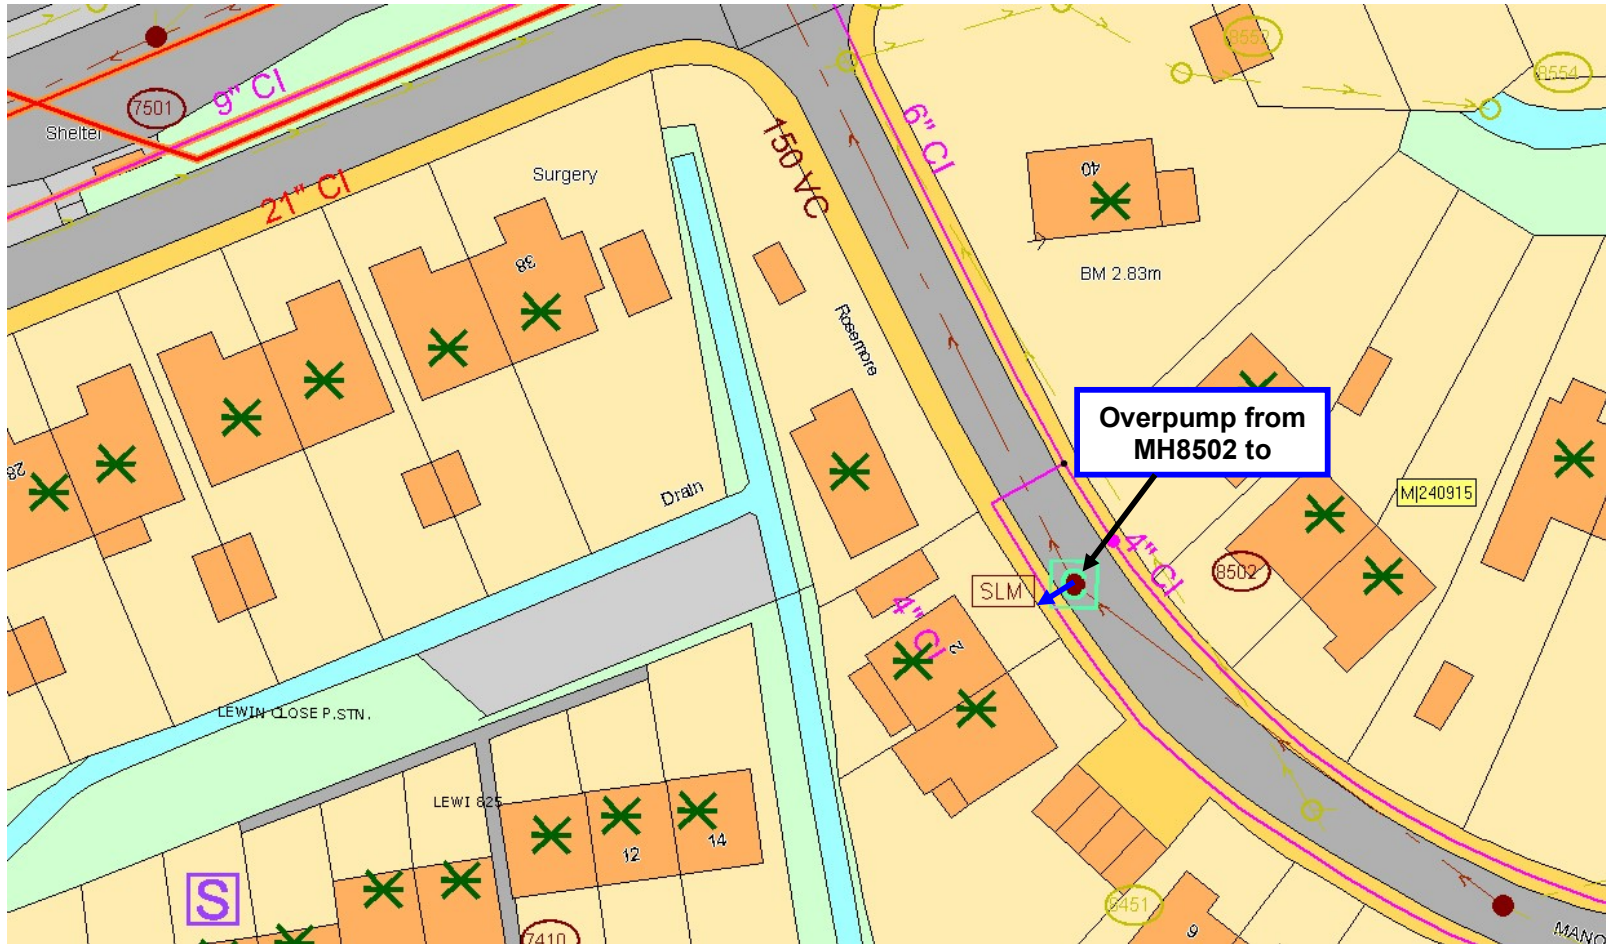 8552
8554
9" CI
7501
Shelter
6" CI
150 VC
40
21" CI
Surgery
38
BM 2.83m
Rosemore
Overpump from
MH8502 to
28
Drain
MJ240915
4" CI
8502
SLM
4" CI
2
LEWIN CLOSE P.STN.
LEWI 825
12
14
S
6451
7410
9
MANO